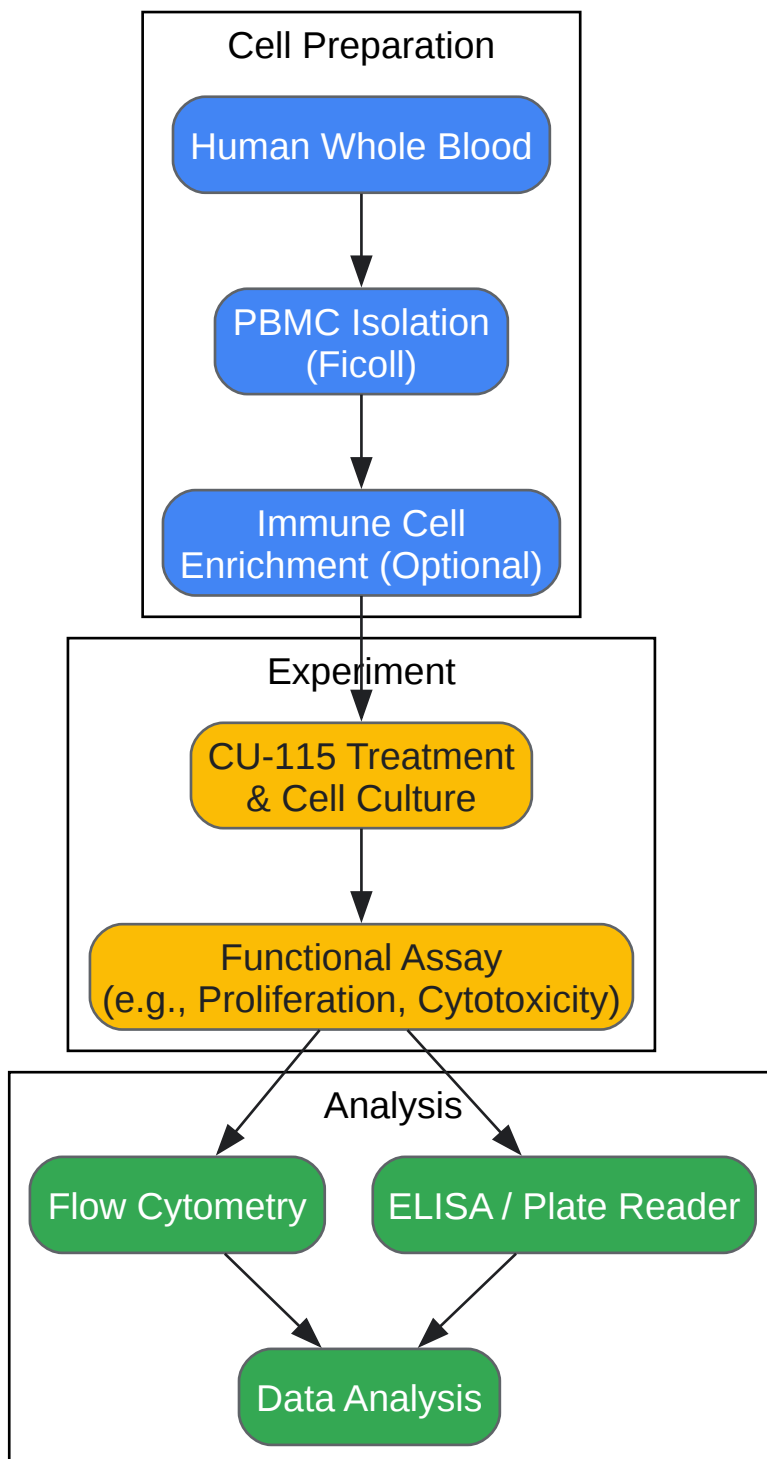 Cell Preparation
Human Whole Blood
PBMC Isolation
(Ficoll)
Immune Cell
Enrichment (Optional)
Experiment
CU-115 Treatment
& Cell Culture
Functional Assay
(e.g., Proliferation, Cytotoxicity)
Analysis
Flow Cytometry
ELISA / Plate Reader
Data Analysis